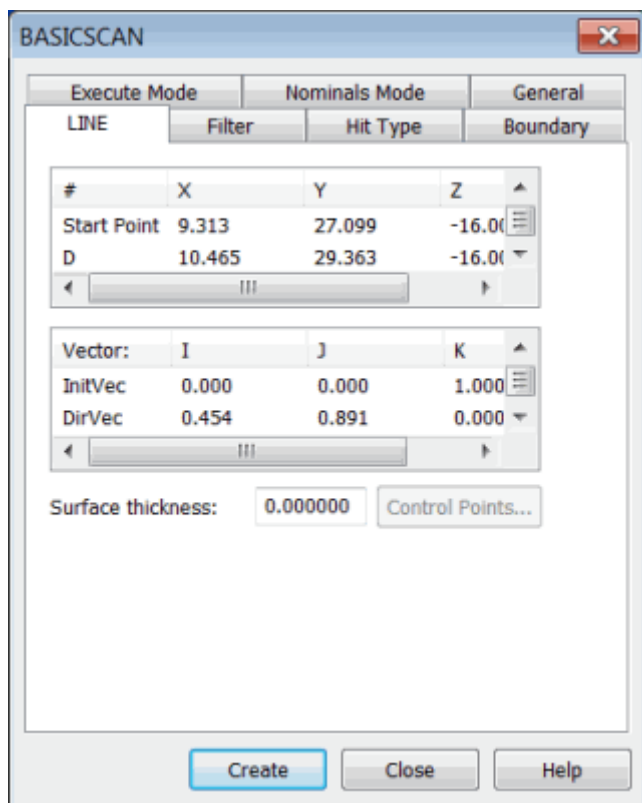 BASICSCAN
Execute Mode Nominals Mode General
LINE Filter Hit Type Boundary
# X Y Z
Start Point 9.313 27.099
D 10.465 29.363
Vector: I J K
InitVec 0.000 0.000 1.000
DirVec 0.454 0.891 0.000
Surface thickness: 0.000000 Control Points...
Create Close Help